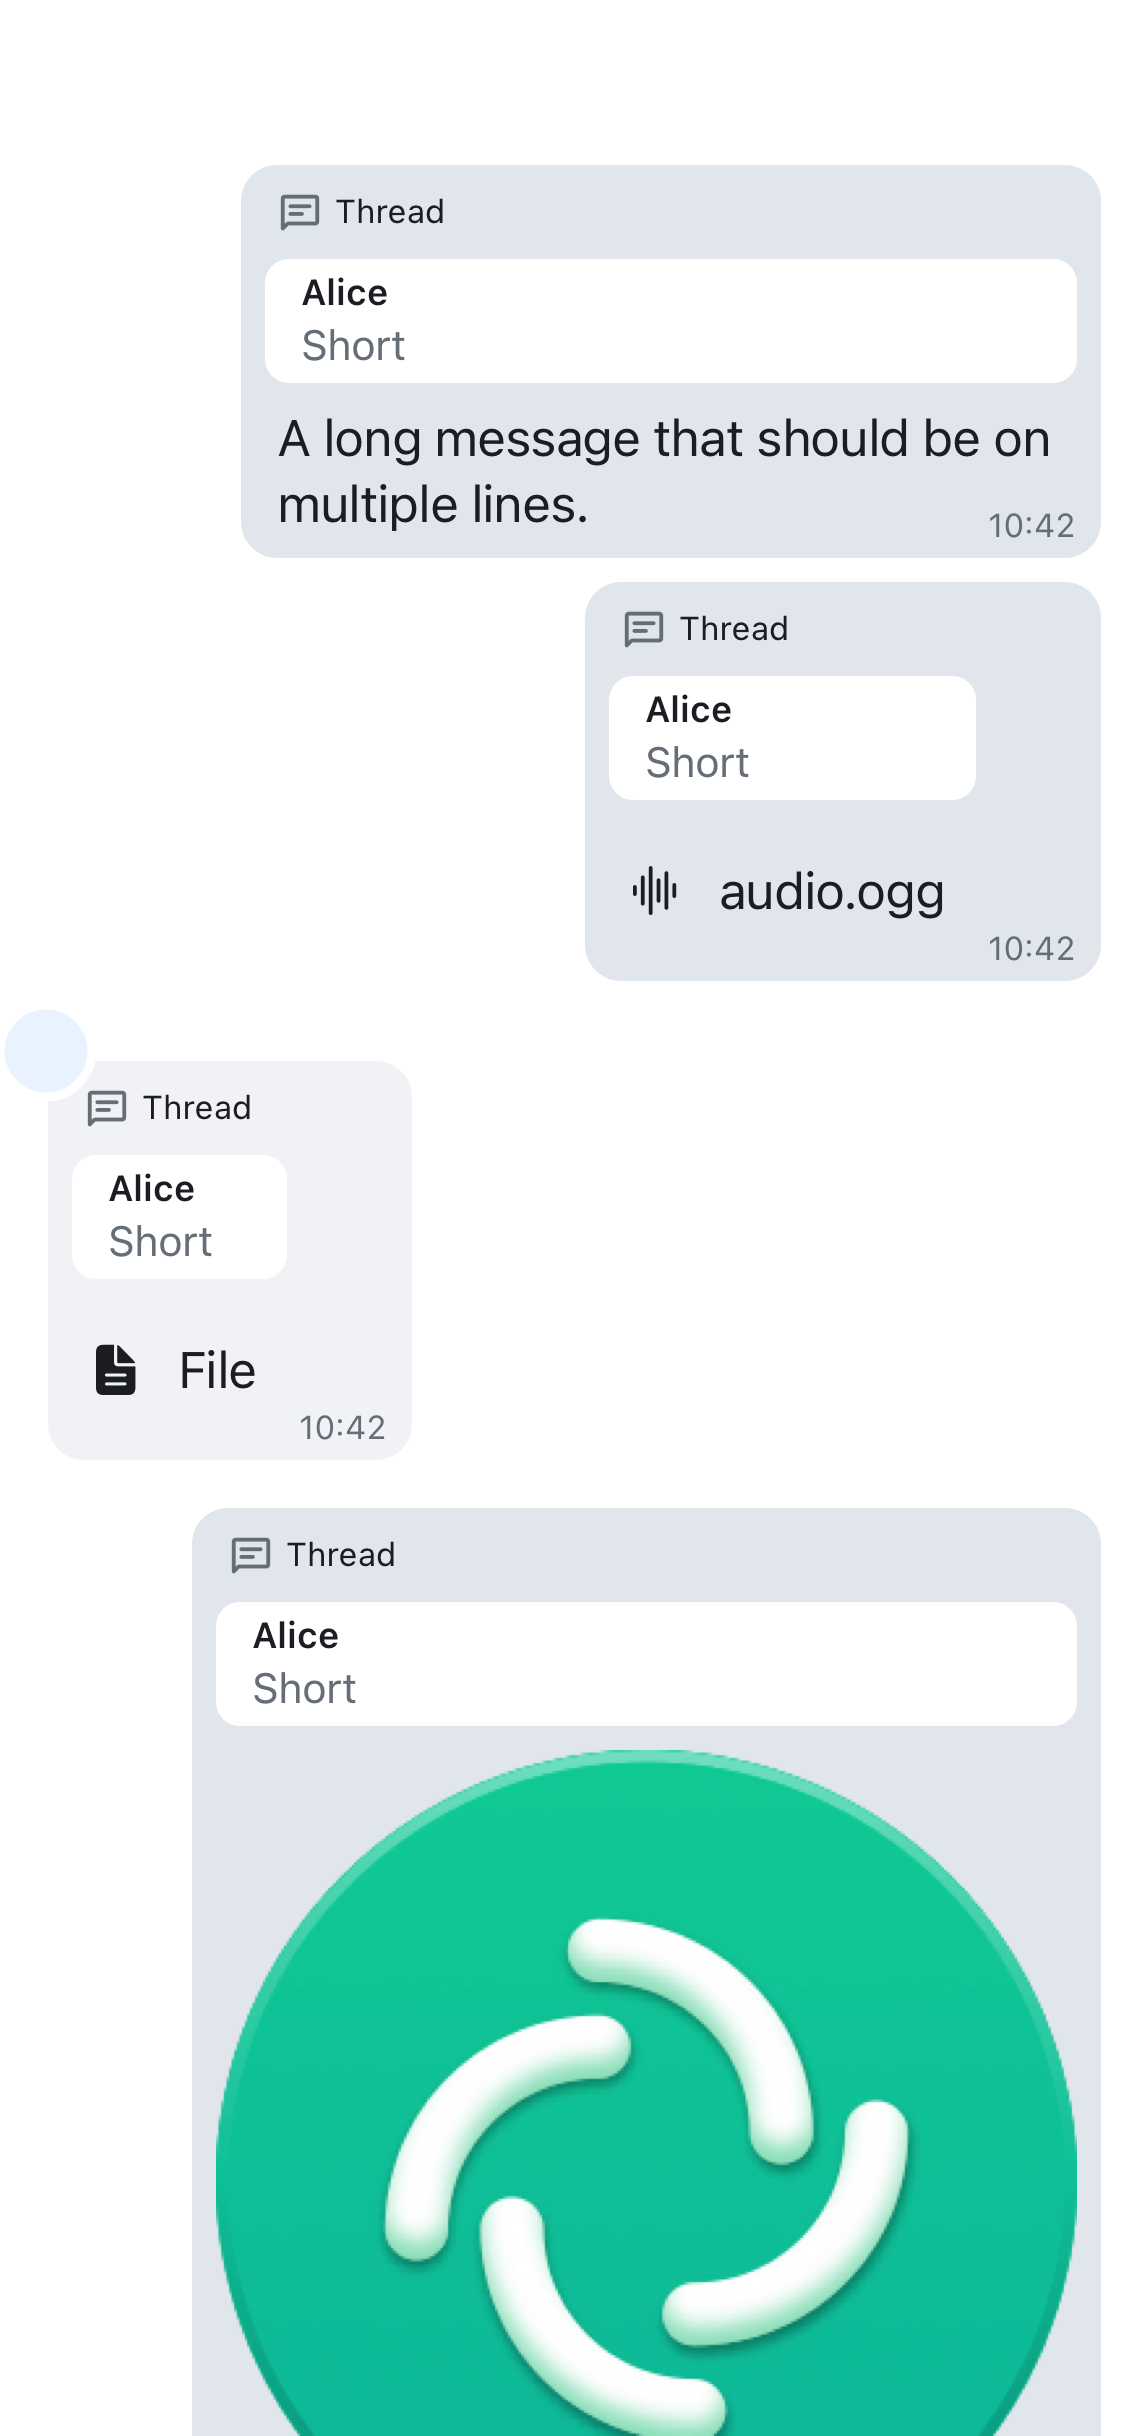 Thread
Alice
Short
A long message that should be on
multiple lines.
10:42
Thread
Alice
Short
audio.ogg
10:42
Thread
Alice
Short
File
10:42
Thread
Alice
Short